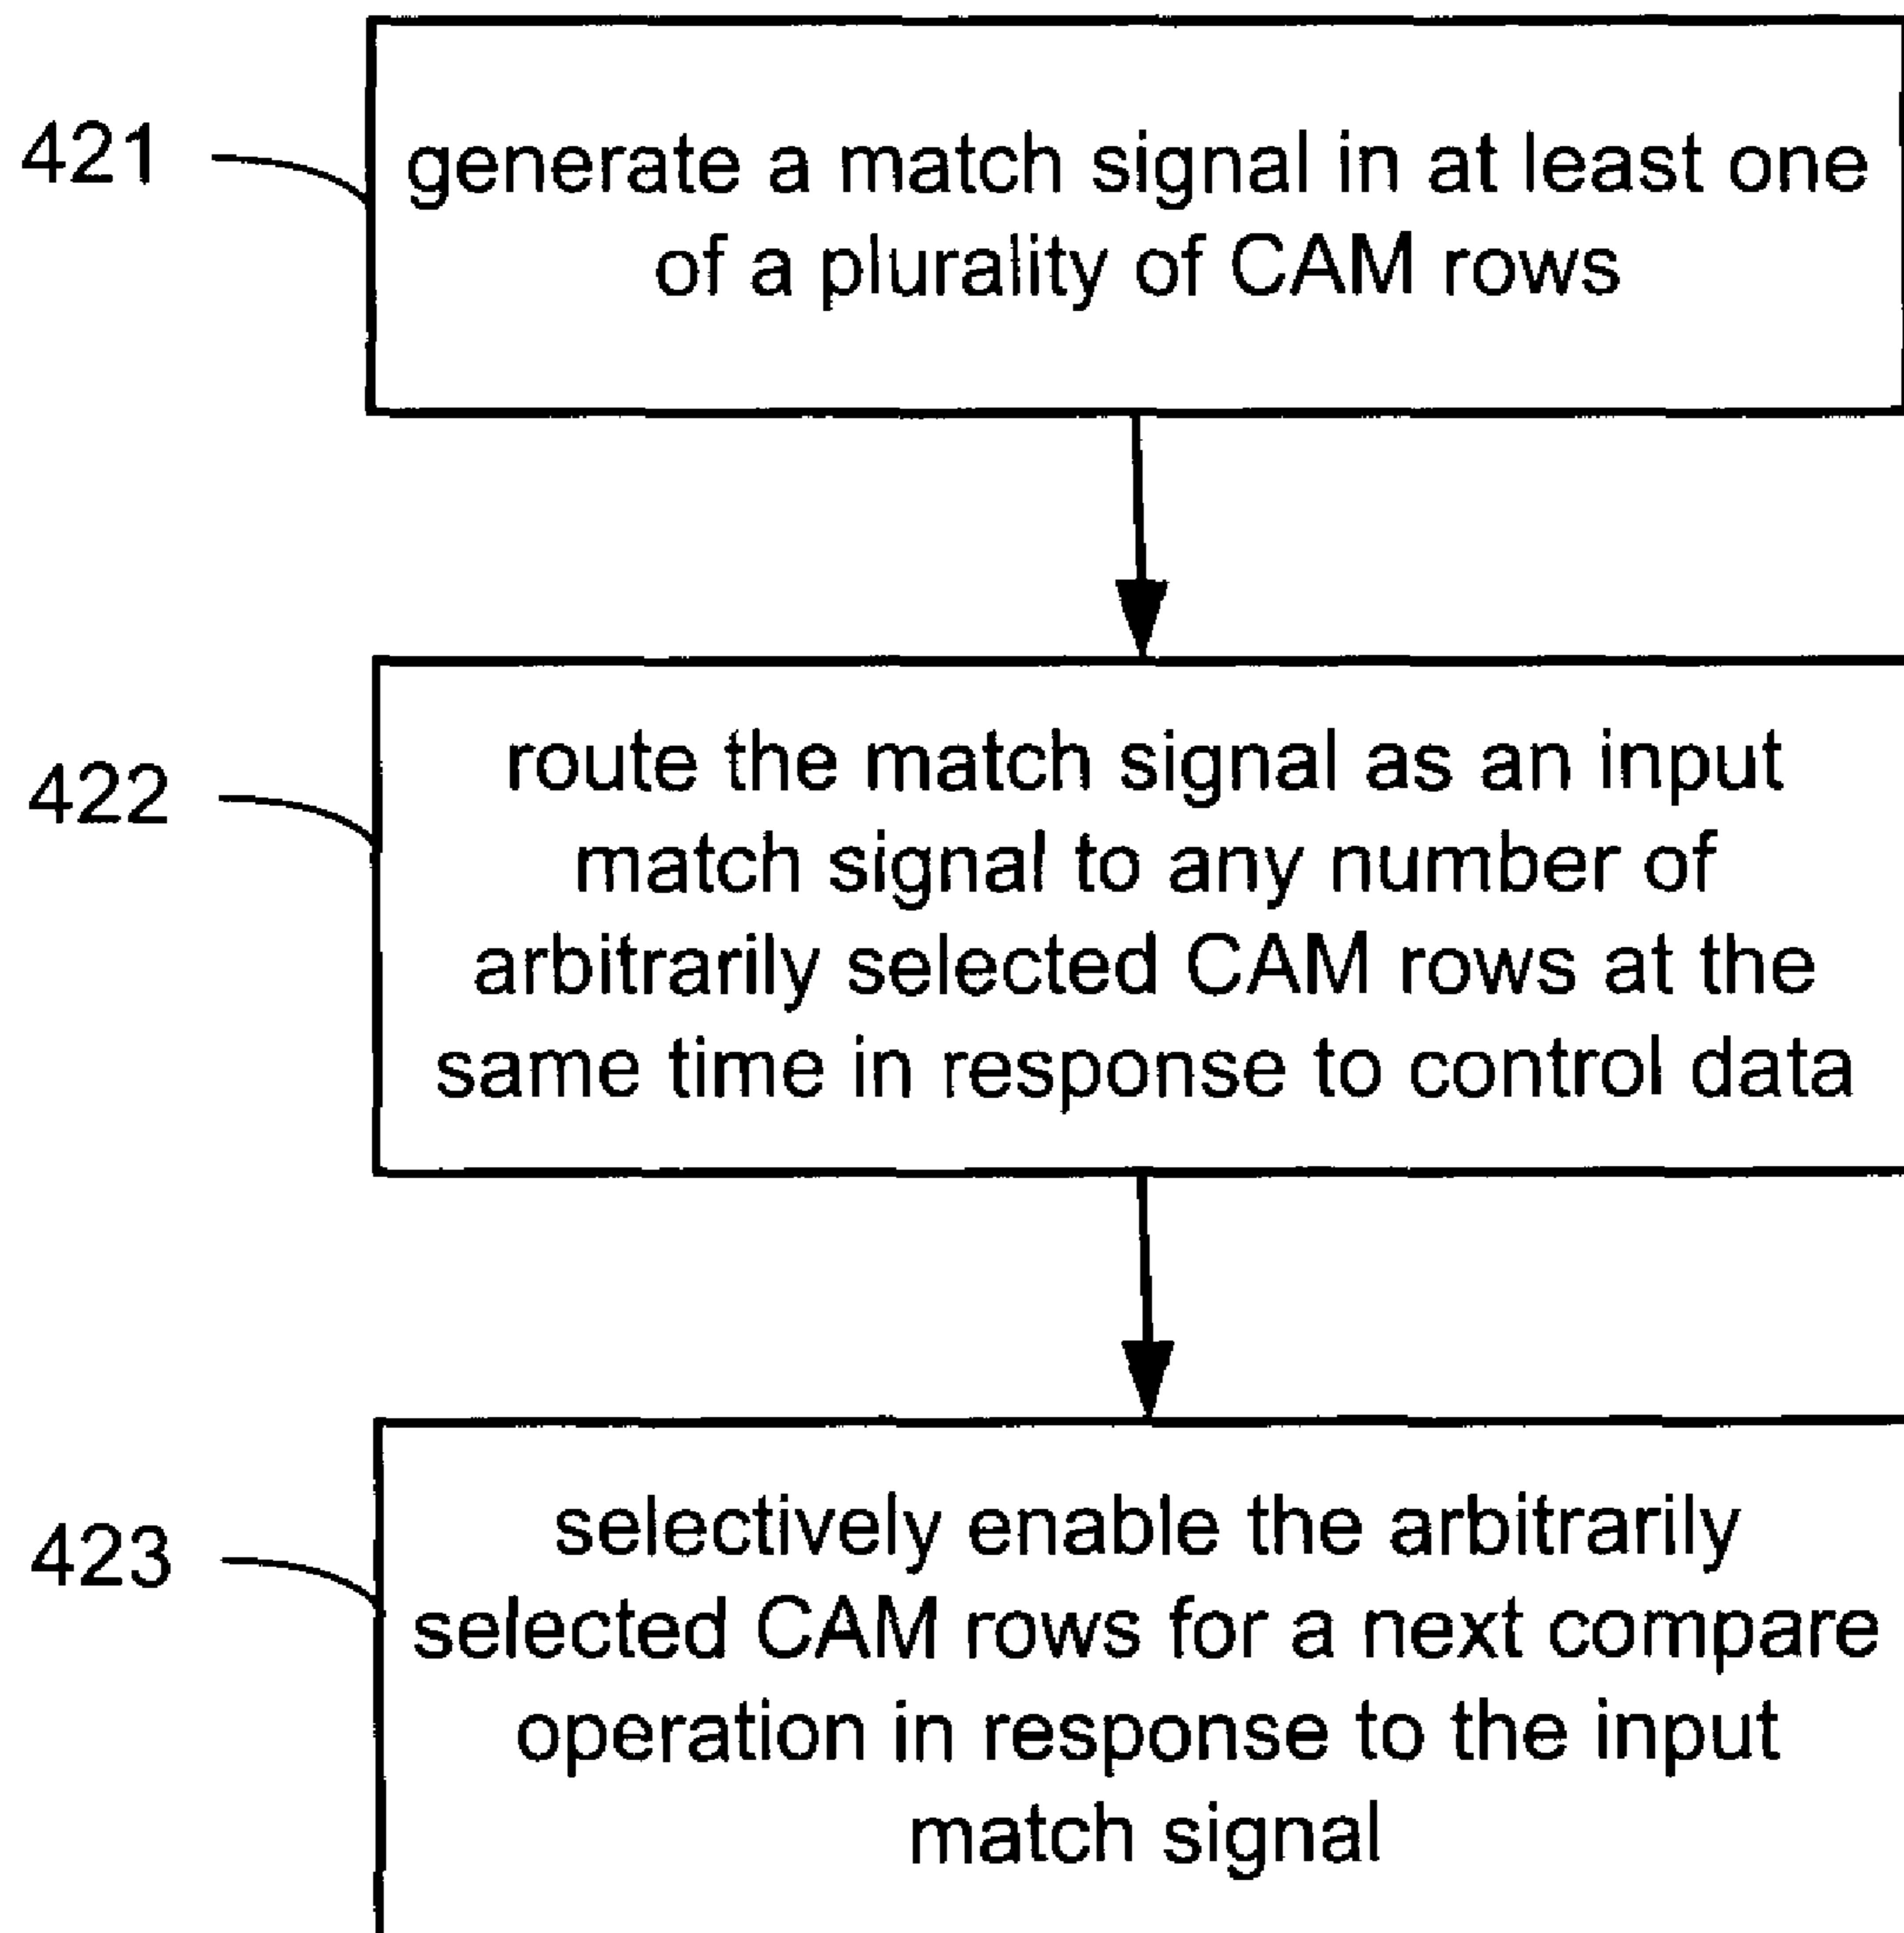 421
generate a match signal in at least one
of a plurality of CAM rows
422
route the match signal as an input
match signal to any number of
arbitrarily selected CAM rows at the
same time in response to control data
423
selectively enable the arbitrarily
selected CAM rows for a next compare
operation in response to the input
match signal